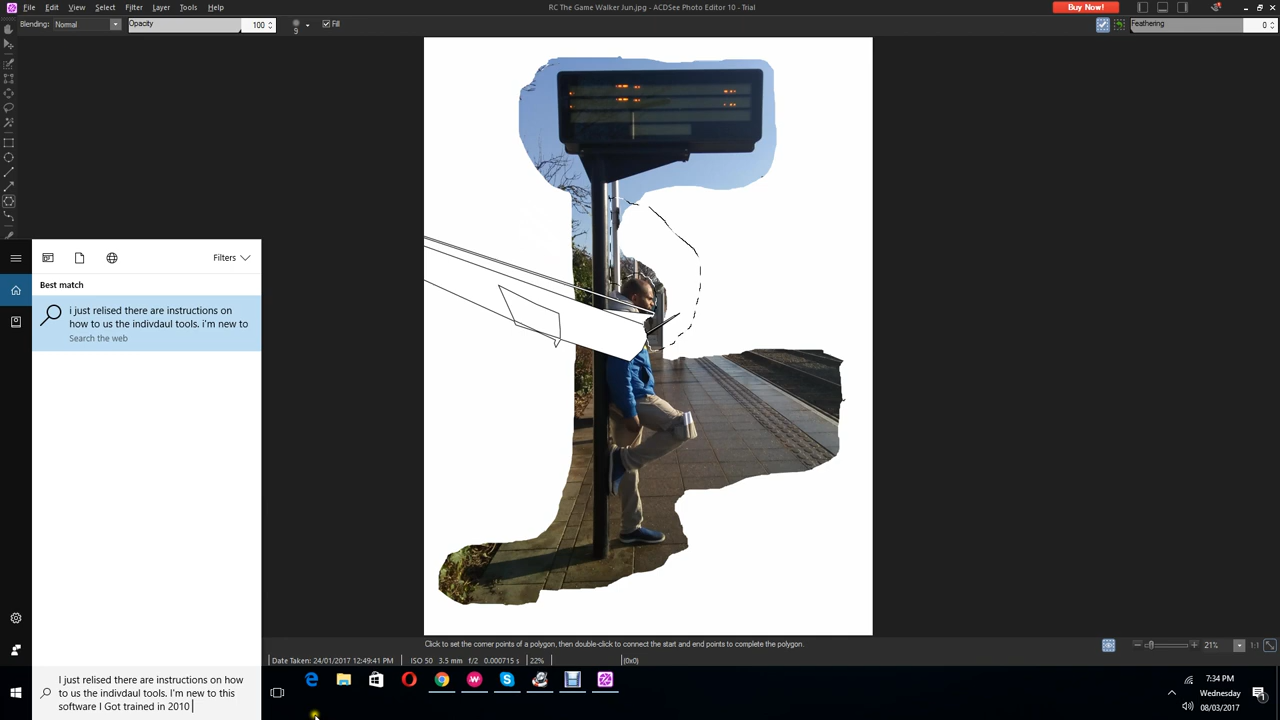 File Edit View Select Filter Layer Tools Help
RC The Game Walker Jun.jpg - ACDSee Photo Editor 10 - Trial
Buy Now!
Blending: Normal
Opacity 100
9
Fill
Feathering 0
Filters
Best match
i just relised there are instructions on
how to us the indivdaul tools. i'm new to
Search the web
Click to set the corner points of a polygon, then double-click to connect the start and end points to complete the polygon.
21%
1:1
Date Taken: 24/01/2017 12:49:41 PM ISO 50 3.5 mm f/2 0.000715 s 22% (0x0)
I just relised there are instructions on how
to us the indivdaul tools. I'm new to this
software I Got trained in 2010
7:34 PM
Wednesday
08/03/2017
1